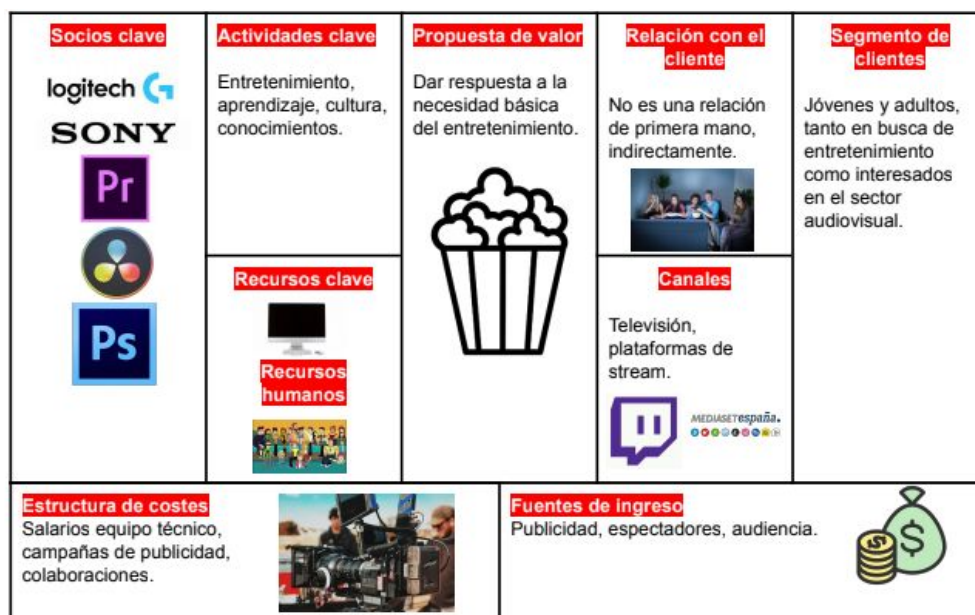 Socios clave
logitech G
SONY
Pr
Ps
Actividades clave
Entretenimiento,
aprendizaje, cultura,
conocimientos.
Recursos clave
Recursos
humanos
Propuesta de valor
Dar respuesta a la
necesidad básica
del entretenimiento.
Relación con el
cliente
No es una relación
de primera mano,
indirectamente.
Canales
Televisión,
plataformas de
stream.
MEDIASETespaña.
Segmento de
clientes
Jóvenes y adultos,
tanto en busca de
entretenimiento
como interesados
en el sector
audiovisual.
Estructura de costes
Salarios equipo técnico,
campañas de publicidad,
colaboraciones.
Fuentes de ingreso
Publicidad, espectadores, audiencia.
$
$